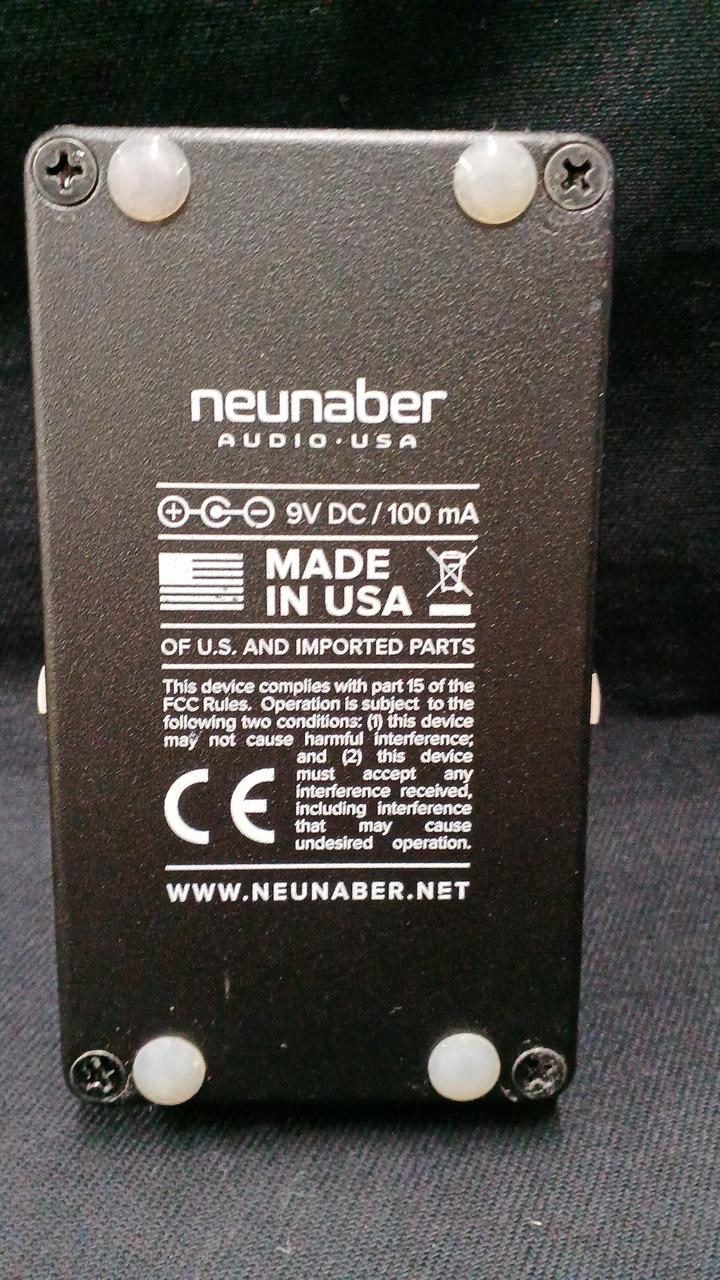 neunaber
AUDIO·USA
9V DC / 100 mA
MADE
IN USA
OF U.S. AND IMPORTED PARTS
This device complies with part 15 of the
FCC Rules. Operation is subject to the
following two conditions: (1) this device
may not cause harmful interference;
and (2) this device
must accept any
interference received,
including interference
that may cause
undesired operation.
CE
WWW.NEUNABER.NET